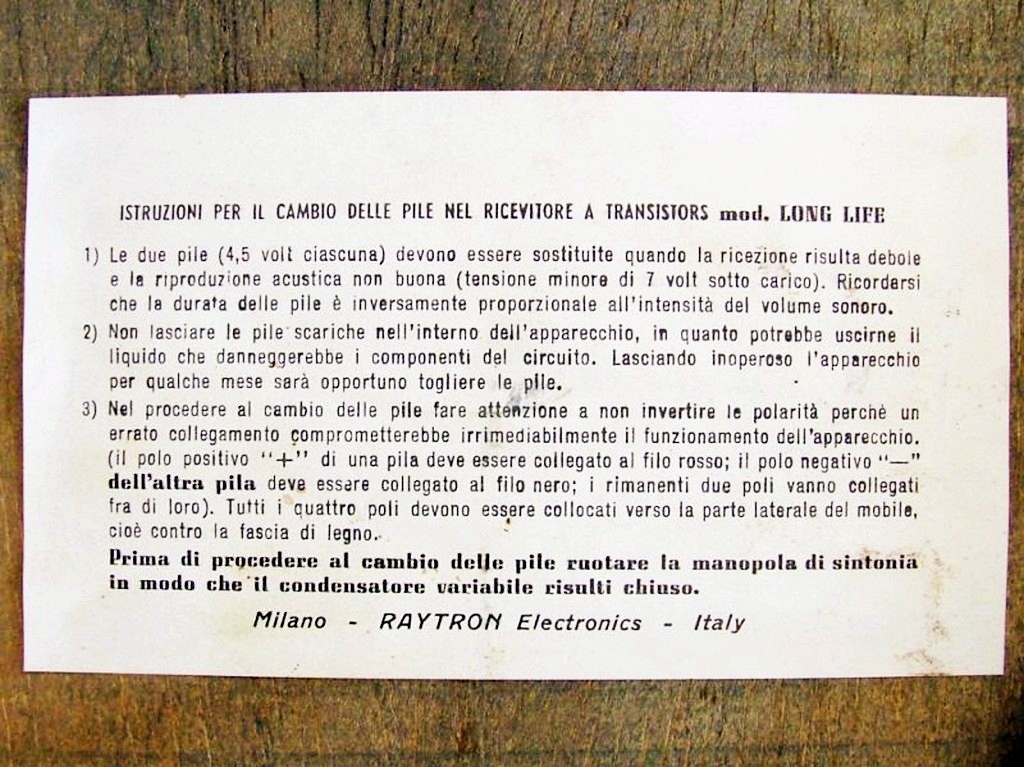 ISTRUZIONI PER IL CAMBIO DELLE PILE NEL RICEVITORE A TRANSISTORS mod. LONG LIFE
1) Le due pile (4,5 volt ciascuna) devono essere sostituite quando la ricezione risulta debole
e la riproduzione acustica non buona (tensione minore di 7 volt sotto carico). Ricordarsi
che la durata delle pile è inversamente proporzionale all'intensità del volume sonoro.
2) Non lasciare le pile scariche nell'interno dell'apparecchio, in quanto potrebbe uscirne il
liquido che danneggerebbe i componenti del circuito. Lasciando inoperoso l'apparecchio
per qualche mese sarà opportuno togliere le pile.
3) Nel procedere al cambio delle pile fare attenzione a non invertire le polarità perchè un
errato collegamento comprometterebbe irrimediabilmente il funzionamento dell'apparecchio.
(il polo positivo "+" di una pila deve essere collegato al filo rosso; il polo negativo "—"
dell'altra pila deve essere collegato al filo nero; i rimanenti due poli vanno collegati
fra di loro). Tutti i quattro poli devono essere collocati verso la parte laterale del mobile,
cioè contro la fascia di legno.
Prima di procedere al cambio delle pile ruotare la manopola di sintonia
in modo che il condensatore variabile risulti chiuso.
Milano - RAYTRON Electronics - Italy